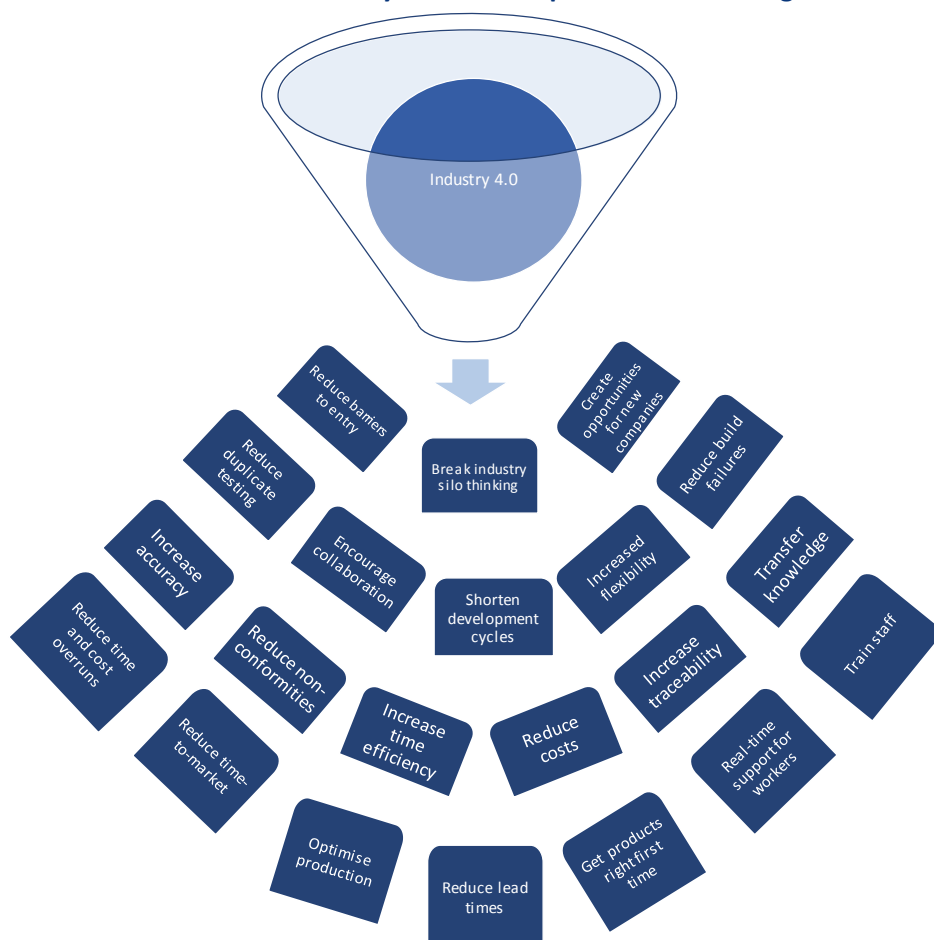 Industry 4.0
Reduce barriers
to entry
Create
opportunities
for new
companies
Reduce
duplicate
testing
Break industry
silo thinking
Reduce build
failures
Increase
accuracy
Encourage
collaboration
Increased
flexibility
Transfer
knowledge
Reduce time
and cost
overruns
Reduce non-
conformities
Shorten
development
cycles
Increase
traceability
Train staff
Reduce time-
to-market
Increase
time
efficiency
Reduce
costs
Real-time
support for
workers
Optimise
production
Reduce lead
times
Get products
right first
time